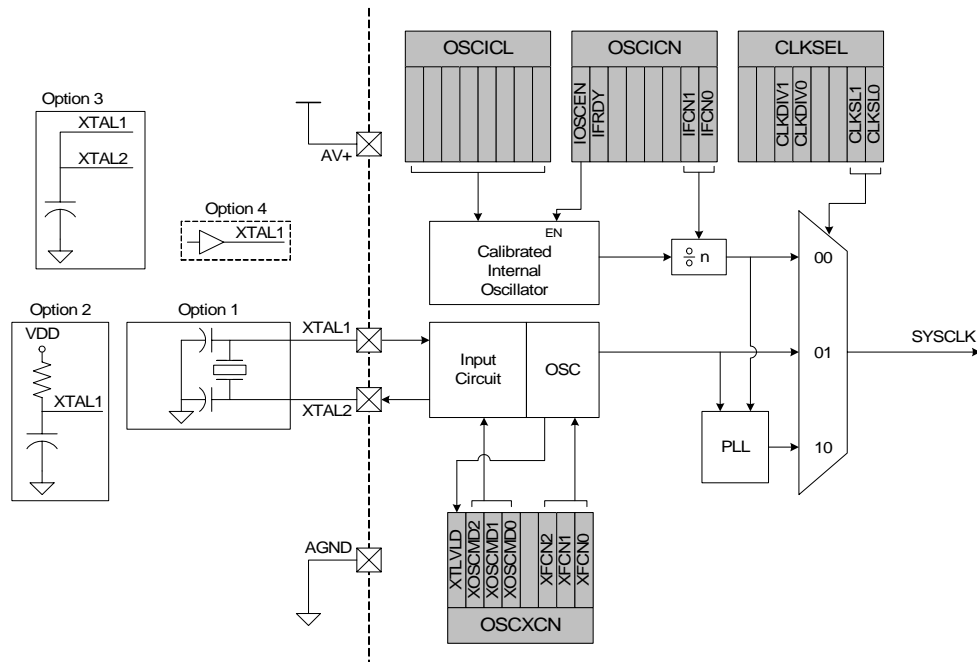 OSCICL
OSCICN
CLKSEL
IOSCEN
IFRDY
IFCN1
IFCN0
CLKDIV1
CLKDIV0
CLKSL1
CLKSL0
Option 3
XTAL1
XTAL2
AV+
Option 4
XTAL1
EN
Calibrated
Internal
Oscillator
÷ n
00
Option 2
VDD
XTAL1
Option 1
XTAL1
XTAL2
Input
Circuit
OSC
01
SYSCLK
PLL
10
AGND
XTLVLD
XOSCMD2
XOSCMD1
XOSCMD0
XFCN2
XFCN1
XFCN0
OSCXCN